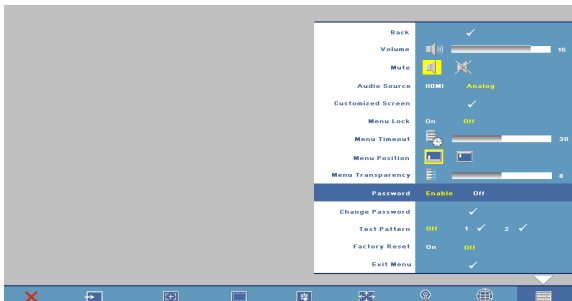 Back
Volume 16
Mute
Audio Source HDMI Analog
Customized Screen
Menu Lock On Off
Menu Timeout 30
Menu Position
Menu Transparency 0
Password Enable Off
Change Password
Test Pattern Off 1 2
Factory Reset On Off
Exit Menu